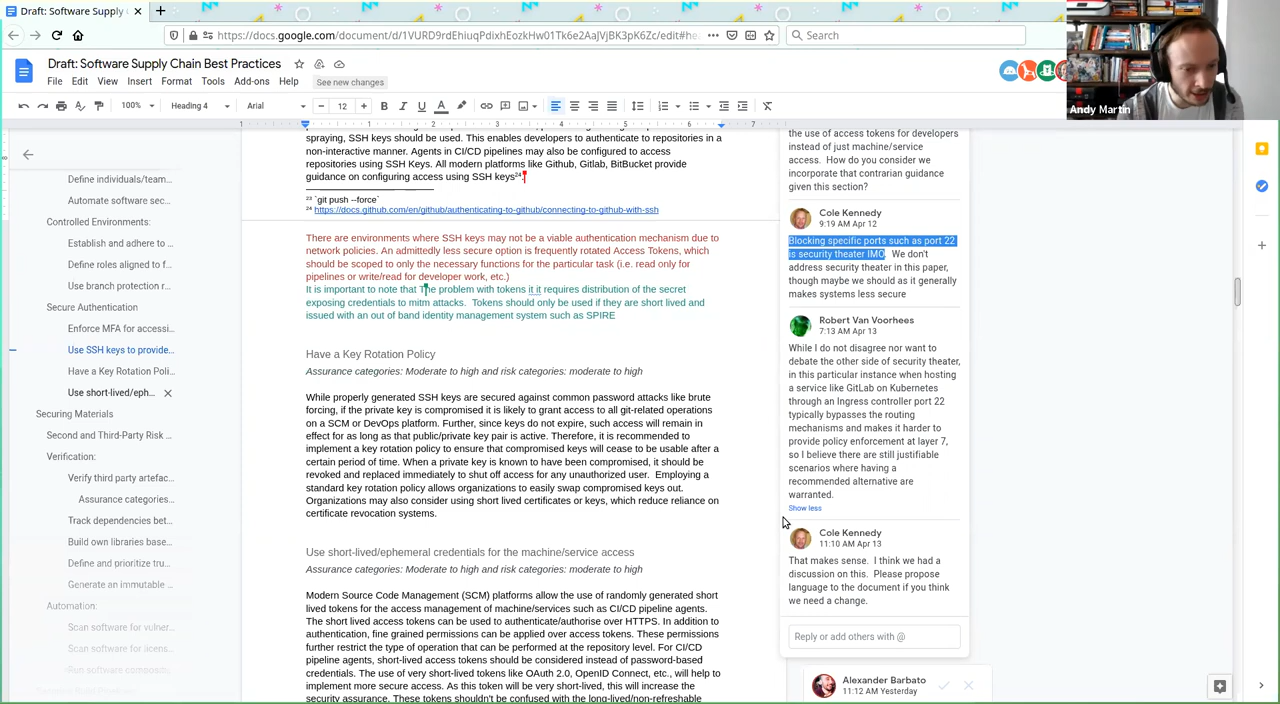 Draft: Software Supply C
https://docs.google.com/document/d/1VURD9rdEhiuqPdixhEozkHw01Tk6e2AaJVjBK3pK6Zc/edit#he
Search
Andy Martin
Draft: Software Supply Chain Best Practices
File Edit View Insert Format Tools Add-ons Help
See new changes
100% Heading 4 Arial 12
1 1 2 3 4 5 6 7
Define individuals/team...
Automate software sec...
Controlled Environments:
Establish and adhere to ...
Define roles aligned to f...
Use branch protection r...
Secure Authentication:
Enforce MFA for accessi...
Use SSH keys to provide...
Have a Key Rotation Poli...
Use short-lived/eph...
Securing Materials
Second and Third-Party Risk ...
Verification:
Verify third party artefac...
Assurance categories...
Track dependencies bet...
Build own libraries base...
Define and prioritize tru...
Generate an immutable ...
Automation:
Scan software for vulner...
Scan software for licens...
Run software compositi...
spraying, SSH keys should be used. This enables developers to authenticate to repositories in a
non-interactive manner. Agents in CI/CD pipelines may also be configured to access
repositories using SSH Keys. All modern platforms like Github, Gitlab, BitBucket provide
guidance on configuring access using SSH keys²⁴.
²³ `git push --force`
²⁴ https://docs.github.com/en/github/authenticating-to-github/connecting-to-github-with-ssh
There are environments where SSH keys may not be a viable authentication mechanism due to
network policies. An admittedly less secure option is frequently rotated Access Tokens, which
should be scoped to only the necessary functions for the particular task (i.e. read only for
pipelines or write/read for developer work, etc.)
It is important to note that The problem with tokens it it requires distribution of the secret
exposing credentials to mitm attacks. Tokens should only be used if they are short lived and
issued with an out of band identity management system such as SPIRE
Have a Key Rotation Policy
Assurance categories: Moderate to high and risk categories: moderate to high
While properly generated SSH keys are secured against common password attacks like brute
forcing, if the private key is compromised it is likely to grant access to all git-related operations
on a SCM or DevOps platform. Further, since keys do not expire, such access will remain in
effect for as long as that public/private key pair is active. Therefore, it is recommended to
implement a key rotation policy to ensure that compromised keys will cease to be usable after a
certain period of time. When a private key is known to have been compromised, it should be
revoked and replaced immediately to shut off access for any unauthorized user. Employing a
standard key rotation policy allows organizations to easily swap compromised keys out.
Organizations may also consider using short lived certificates or keys, which reduce reliance on
certificate revocation systems.
Use short-lived/ephemeral credentials for the machine/service access
Assurance categories: Moderate to high and risk categories: moderate to high
Modern Source Code Management (SCM) platforms allow the use of randomly generated short
lived tokens for the access management of machine/services such as CI/CD pipeline agents.
The short lived access tokens can be used to authenticate/authorise over HTTPS. In addition to
authentication, fine grained permissions can be applied over access tokens. These permissions
further restrict the type of operation that can be performed at the repository level. For CI/CD
pipeline agents, short-lived access tokens should be considered instead of password-based
credentials. The use of very short-lived tokens like OAuth 2.0, OpenID Connect, etc., will help to
implement more secure access. As this token will be very short-lived, this will increase the
security assurance. These tokens shouldn't be confused with the long-lived/non-refreshable
the use of access tokens for developers
instead of just machine/service
access. How do you consider we
incorporate that contrarian guidance
given this section?
Cole Kennedy
9:19 AM Apr 12
Blocking specific ports such as port 22
is security theater IMO. We don't
address security theater in this paper,
though maybe we should as it generally
makes systems less secure
Robert Van Voorhees
7:13 AM Apr 13
While I do not disagree nor want to
debate the other side of security theater,
in this particular instance when hosting
a service like GitLab on Kubernetes
through an Ingress controller port 22
typically bypasses the routing
mechanisms and makes it harder to
provide policy enforcement at layer 7,
so I believe there are still justifiable
scenarios where having a
recommended alternative are
warranted.
Show less
Cole Kennedy
11:10 AM Apr 13
That makes sense. I think we had a
discussion on this. Please propose
language to the document if you think
we need a change.
Reply or add others with @
Alexander Barbato
11:12 AM Yesterday